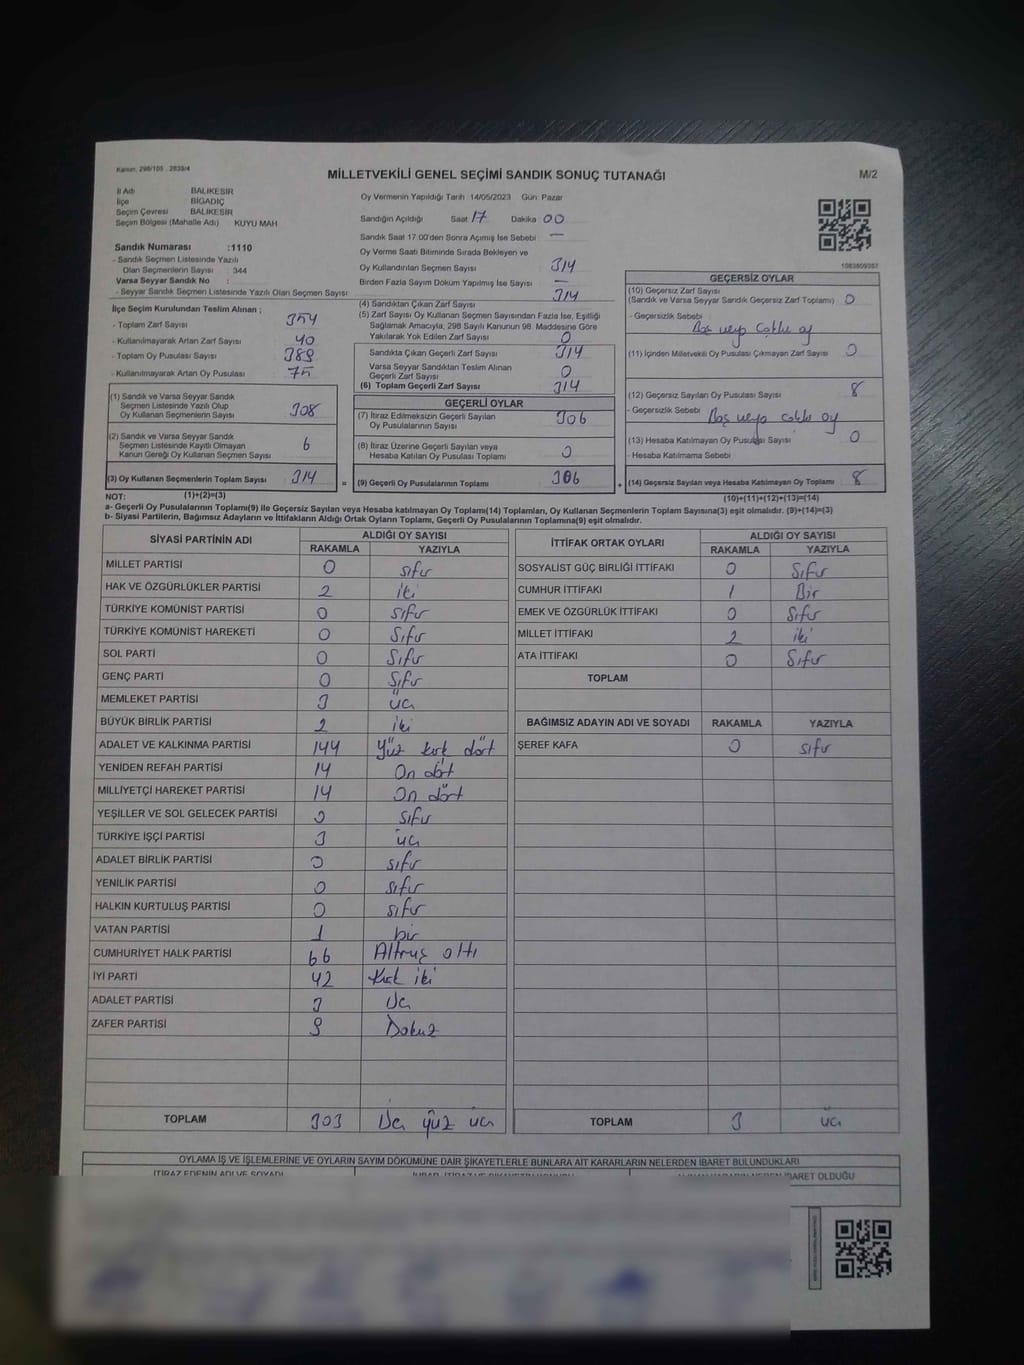 Kanun: 298/105 . 2839/4
MİLLETVEKİLİ GENEL SEÇİMİ SANDIK SONUÇ TUTANAĞI
M/2
İl Adı BALIKESİR
İlçe BİGADİÇ
Seçim Çevresi BALIKESİR
Seçim Bölgesi (Mahalle Adı) KUYU MAH
Sandık Numarası :1110
- Sandık Seçmen Listesinde Yazılı
Olan Seçmenlerin Sayısı : 344
Varsa Seyyar Sandık No :
- Seyyar Sandık Seçmen Listesinde Yazılı Olan Seçmen Sayısı:
Oy Vermenin Yapıldığı Tarih 14/05/2023 Gün Pazar
Sandığın Açıldığı Saat 17 Dakika 00
Sandık Saat 17:00'den Sonra Açımış İse Sebebi —
Oy Verme Saati Bitiminde Sırada Bekleyen ve
Oy Kullandırılan Seçmen Sayısı 314
Birden Fazla Sayım Döküm Yapılmış İse Sayısı —
1083809357
İlçe Seçim Kurulundan Teslim Alınan ;
- Toplam Zarf Sayısı 354
- Kullanılmayarak Artan Zarf Sayısı 40
- Toplam Oy Pusulası Sayısı 389
- Kullanılmayarak Artan Oy Pusulası 75
(1) Sandık ve Varsa Seyyar Sandık
Seçmen Listesinde Yazılı Olup
Oy Kullanan Seçmenlerin Sayısı 308
(2) Sandık ve Varsa Seyyar Sandık
Seçmen Listesinde Kayıtlı Olmayan
Kanun Gereği Oy Kullanan Seçmen Sayısı 6
(3) Oy Kullanan Seçmenlerin Toplam Sayısı 314
(4) Sandıktan Çıkan Zarf Sayısı 314
(5) Zarf Sayısı Oy Kullanan Seçmen Sayısından Fazla İse, Eşitliği
Sağlamak Amacıyla, 298 Sayılı Kanunun 98. Maddesine Göre
Yakılarak Yok Edilen Zarf Sayısı 0
Sandıkta Çıkan Geçerli Zarf Sayısı 314
Varsa Seyyar Sandıktan Teslim Alınan
Geçerli Zarf Sayısı 0
(6) Toplam Geçerli Zarf Sayısı 314
GEÇERLİ OYLAR
(7) İtiraz Edilmeksizin Geçerli Sayılan
Oy Pusulalarının Sayısı 306
(8) İtiraz Üzerine Geçerli Sayılan veya
Hesaba Katılan Oy Pusulası Toplamı 0
= (9) Geçerli Oy Pusulalarının Toplamı 306
GEÇERSİZ OYLAR
(10) Geçersiz Zarf Sayısı
(Sandık ve Varsa Seyyar Sandık Geçersiz Zarf Toplamı) 0
- Geçersizlik Sebebi :
Boş veya Çoklu oy
(11) İçinden Milletvekili Oy Pusulası Çıkmayan Zarf Sayısı 0
(12) Geçersiz Sayılan Oy Pusulası Sayısı 8
- Geçersizlik Sebebi Boş veya çoklu oy
(13) Hesaba Katılmayan Oy Pusulası Sayısı 0
- Hesaba Katılmama Sebebi
+ (14) Geçersiz Sayılan veya Hesaba Katılmayan Oy Toplamı 8
NOT: (1)+(2)=(3) (10)+(11)+(12)+(13)=(14)
a- Geçerli Oy Pusulalarının Toplamı(9) ile Geçersiz Sayılan veya Hesaba katılmayan Oy Toplamı(14) Toplamları, Oy Kullanan Seçmenlerin Toplam Sayısına(3) eşit olmalıdır. (9)+(14)=(3)
b- Siyasi Partilerin, Bağımsız Adayların ve İttifakların Aldığı Ortak Oyların Toplamı, Geçerli Oy Pusulalarının Toplamına(9) eşit olmalıdır.
SİYASİ PARTİNİN ADI ALDIĞI OY SAYISI
RAKAMLA YAZIYLA
MİLLET PARTİSİ 0 sıfır
HAK VE ÖZGÜRLÜKLER PARTİSİ 2 iki
TÜRKİYE KOMÜNİST PARTİSİ 0 sıfır
TÜRKİYE KOMÜNİST HAREKETİ 0 Sıfır
SOL PARTİ 0 Sıfır
GENÇ PARTİ 0 Sıfır
MEMLEKET PARTİSİ 3 üç
BÜYÜK BİRLİK PARTİSİ 2 iki
ADALET VE KALKINMA PARTİSİ 144 Yüz kırk dört
YENİDEN REFAH PARTİSİ 14 On dört
MİLLİYETÇİ HAREKET PARTİSİ 14 On dört
YEŞİLLER VE SOL GELECEK PARTİSİ 0 sıfır
TÜRKİYE İŞÇİ PARTİSİ 3 üç
ADALET BİRLİK PARTİSİ 0 sıfır
YENİLİK PARTİSİ 0 sıfır
HALKIN KURTULUŞ PARTİSİ 0 sıfır
VATAN PARTİSİ 1 bir
CUMHURİYET HALK PARTİSİ 66 Altmış altı
İYİ PARTİ 42 Kırk iki
ADALET PARTİSİ 3 Üç
ZAFER PARTİSİ 9 Dokuz
TOPLAM 303 Üç yüz üç
İTTİFAK ORTAK OYLARI ALDIĞI OY SAYISI
RAKAMLA YAZIYLA
SOSYALİST GÜÇ BİRLİĞİ İTTİFAKI 0 Sıfır
CUMHUR İTTİFAKI 1 Bir
EMEK VE ÖZGÜRLÜK İTTİFAKI 0 Sıfır
MİLLET İTTİFAKI 2 iki
ATA İTTİFAKI 0 Sıfır
TOPLAM
BAĞIMSIZ ADAYIN ADI VE SOYADI RAKAMLA YAZIYLA
ŞEREF KAFA 0 sıfır
TOPLAM 3 üç
OYLAMA İŞ VE İŞLEMLERİNE VE OYLARIN SAYIM DÖKÜMÜNE DAİR ŞİKAYETLERLE BUNLARA AİT KARARLARIN NELERDEN İBARET BULUNDUKLARI
İTİRAZ EDENİN ADI VE SOYADI
İBARET OLDUĞU